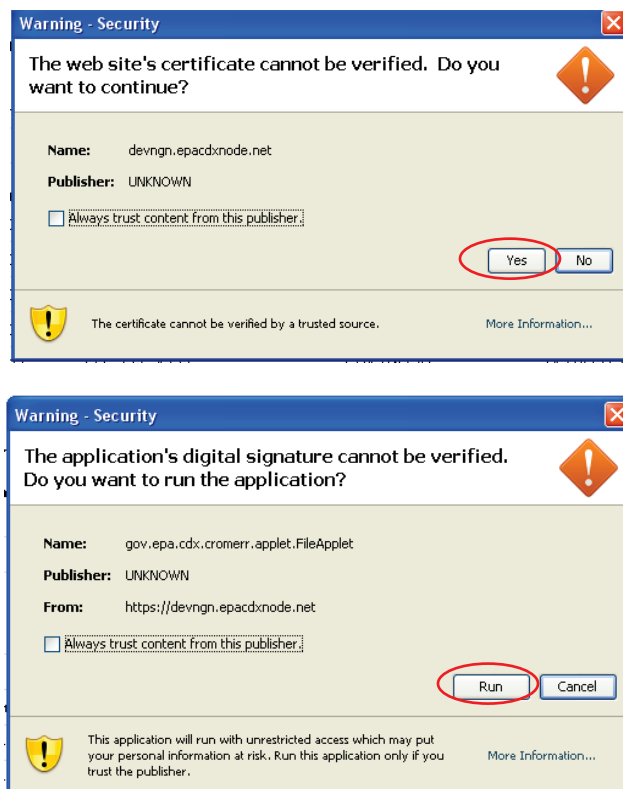 Warning - Security
The web site's certificate cannot be verified. Do you
want to continue?
Name: devngn.epacdxnode.net
Publisher: UNKNOWN
Always trust content from this publisher.
Yes No
The certificate cannot be verified by a trusted source. More Information...
Warning - Security
The application's digital signature cannot be verified.
Do you want to run the application?
Name: gov.epa.cdx.cromerr.applet.FileApplet
Publisher: UNKNOWN
From: https://devngn.epacdxnode.net
Always trust content from this publisher.
Run Cancel
This application will run with unrestricted access which may put
your personal information at risk. Run this application only if you More Information...
trust the publisher.